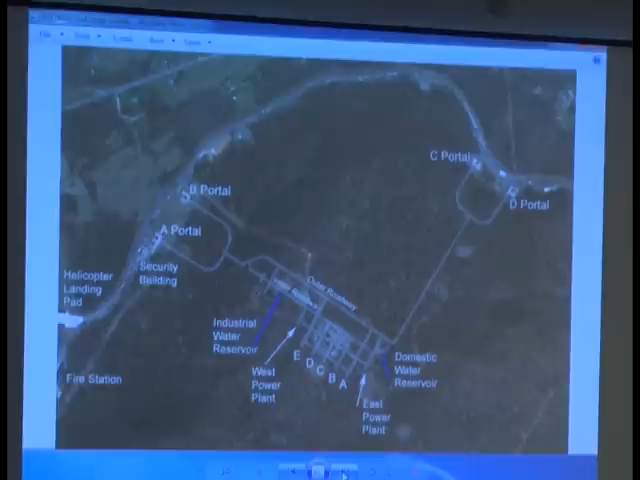 C Portal
B Portal
D Portal
A Portal
Security
Building
Helicopter
Landing
Pad
Outer Roadway
Industrial
Water
Reservoir
E
D
C
B
A
West
Power
Plant
Domestic
Water
Reservoir
Fire Station
East
Power
Plant